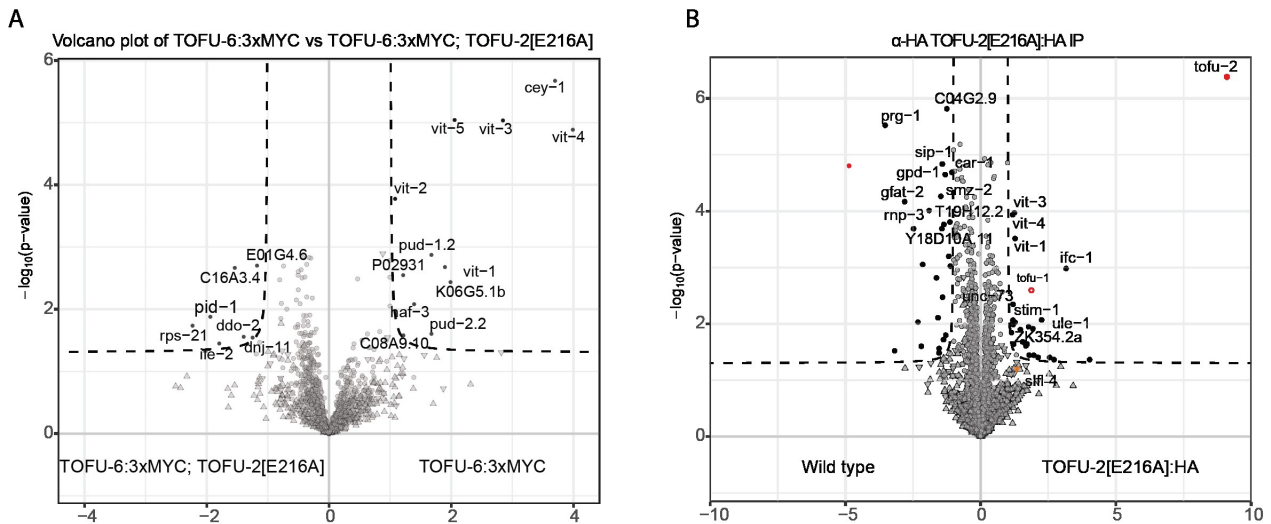 A
Volcano plot of TOFU-6:3xMYC vs TOFU-6:3xMYC; TOFU-2[E216A]
6
4
2
0
−log10(p-value)
cey−1
vit−5
vit−3
vit−4
vit−2
pud−1.2
P02931
vit−1
K06G5.1b
haf−3
pud−2.2
C08A9.10
E01G4.6
C16A3.4
pid−1
rps−21
ddo−2
dnj−11
TOFU-6:3xMYC; TOFU-2[E216A]
TOFU-6:3xMYC
−4
−2
0
2
4
B
α-HA TOFU-2[E216A]:HA IP
6
4
2
0
−log10(p-value)
tofu−2
C04G2.9
prg−1
sip−1
car−1
gpd−1
gfat−2
smz−2
rnp−3
T19H12.2
Y18D10A.11
vit−3
vit−4
vit−1
ifc−1
tofu−1
unc−73
stim−1
ule−1
ZK354.2a
slfl−4
Wild type
TOFU-2[E216A]:HA
−10
−5
0
5
10